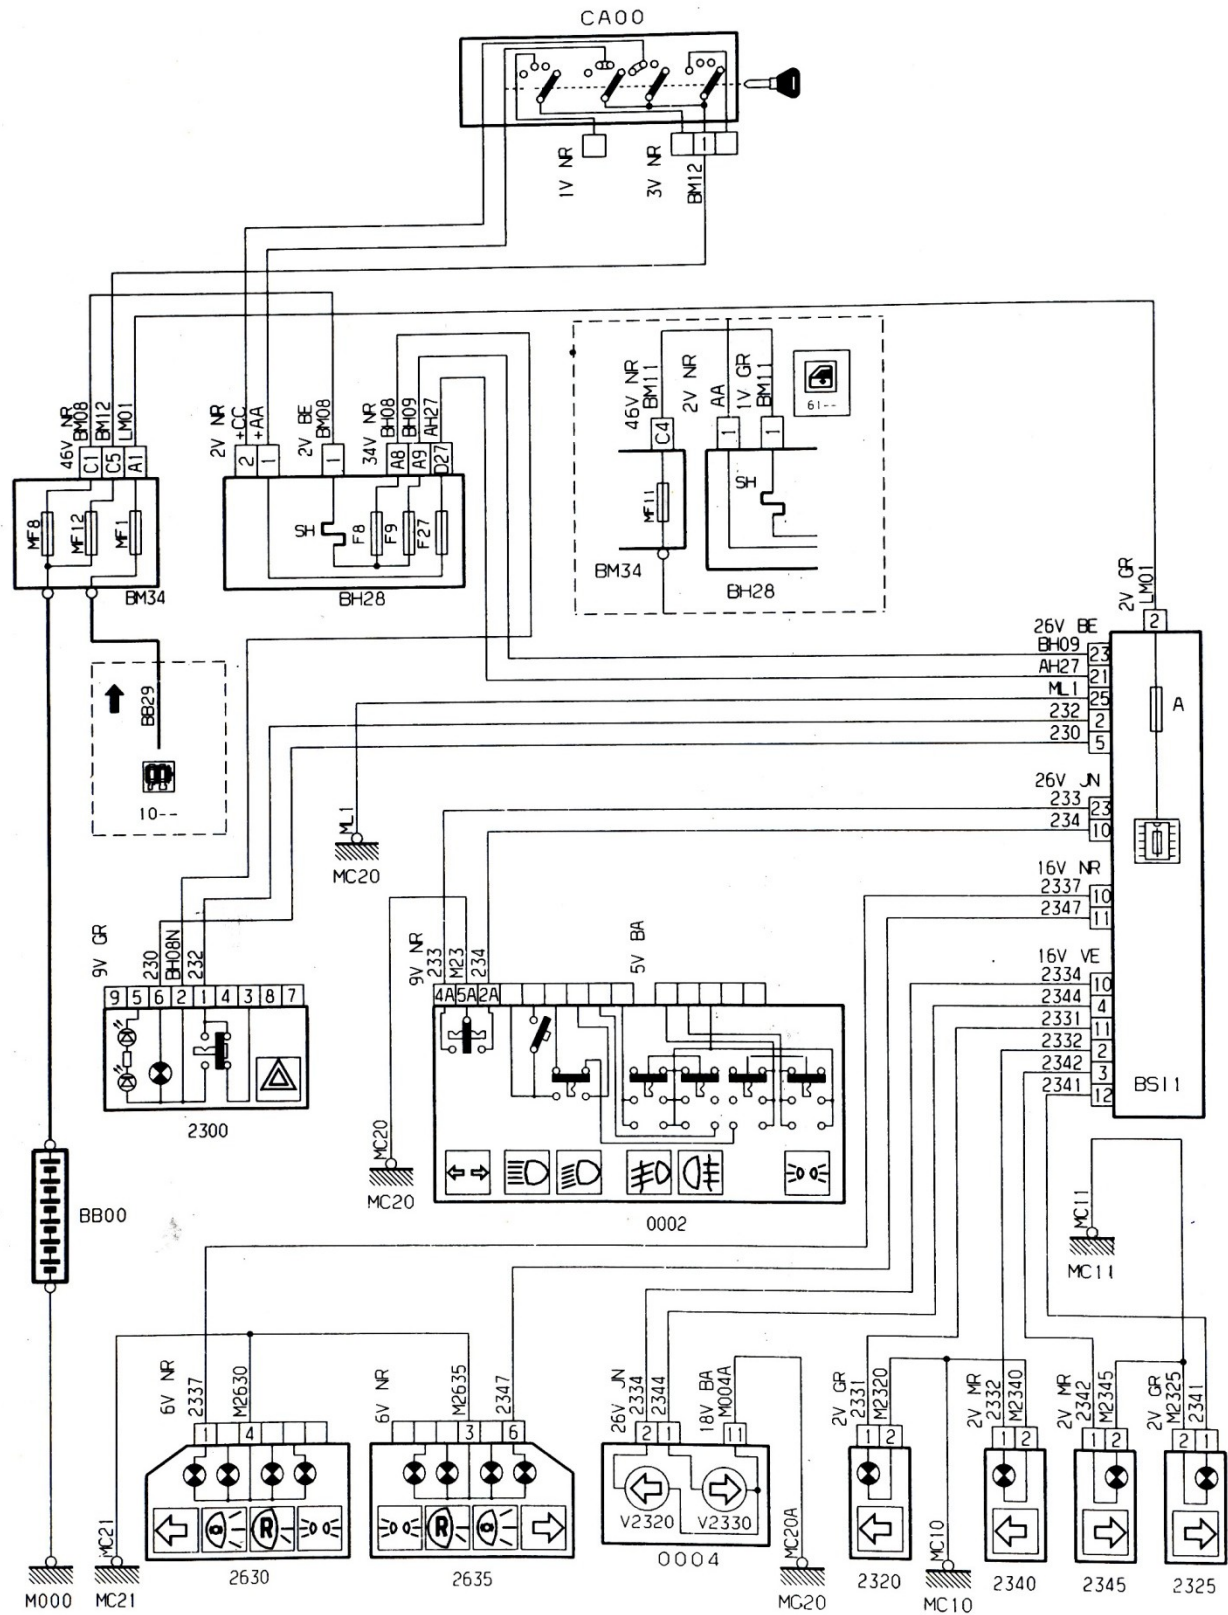 CA00
1V NR
3V NR
1
BM12
46V NR
BM08
BM12
LM01
C1
C5
A1
MF8
MF12
MF1
BM34
2V NR
+CC
+AA
2
1
2V BE
BM08
1
34V NR
BH08
BH09
AH27
A8
A9
D27
SH
F8
F9
F27
BH28
46V NR
BM11
C4
2V NR
AA
1
1V GR
BM11
1
61--
MF11
SH
BM34
BH28
2V GR
LM01
2
26V BE
BH09
23
AH27
21
ML1
25
232
2
230
5
A
26V JN
233
23
234
10
16V NR
2337
10
2347
11
16V VE
2334
10
2344
4
2331
11
2332
2
2342
3
2341
12
BSI1
BB29
10--
ML1
MC20
9V GR
230
BH08N
232
9 5 6 2 1 4 3 8 7
2300
MC20
MC20
9V NR
233
M23
234
5V BA
4A 5A 2A
0002
BB00
M000
MC21
MC21
6V NR
2337
M2630
1
4
R
2630
6V NR
M2635
2347
3
6
R
2635
26V JN
2334
2344
18V BA
M004A
2
1
11
V2320
V2330
0004
MC20A
MG20
2V GR
2331
M2320
1
2
2320
MC10
MC10
2V MR
2332
M2340
1
2
2340
MC11
MC11
2V MR
2342
M2345
1
2
2345
2V GR
M2325
2341
2
1
2325